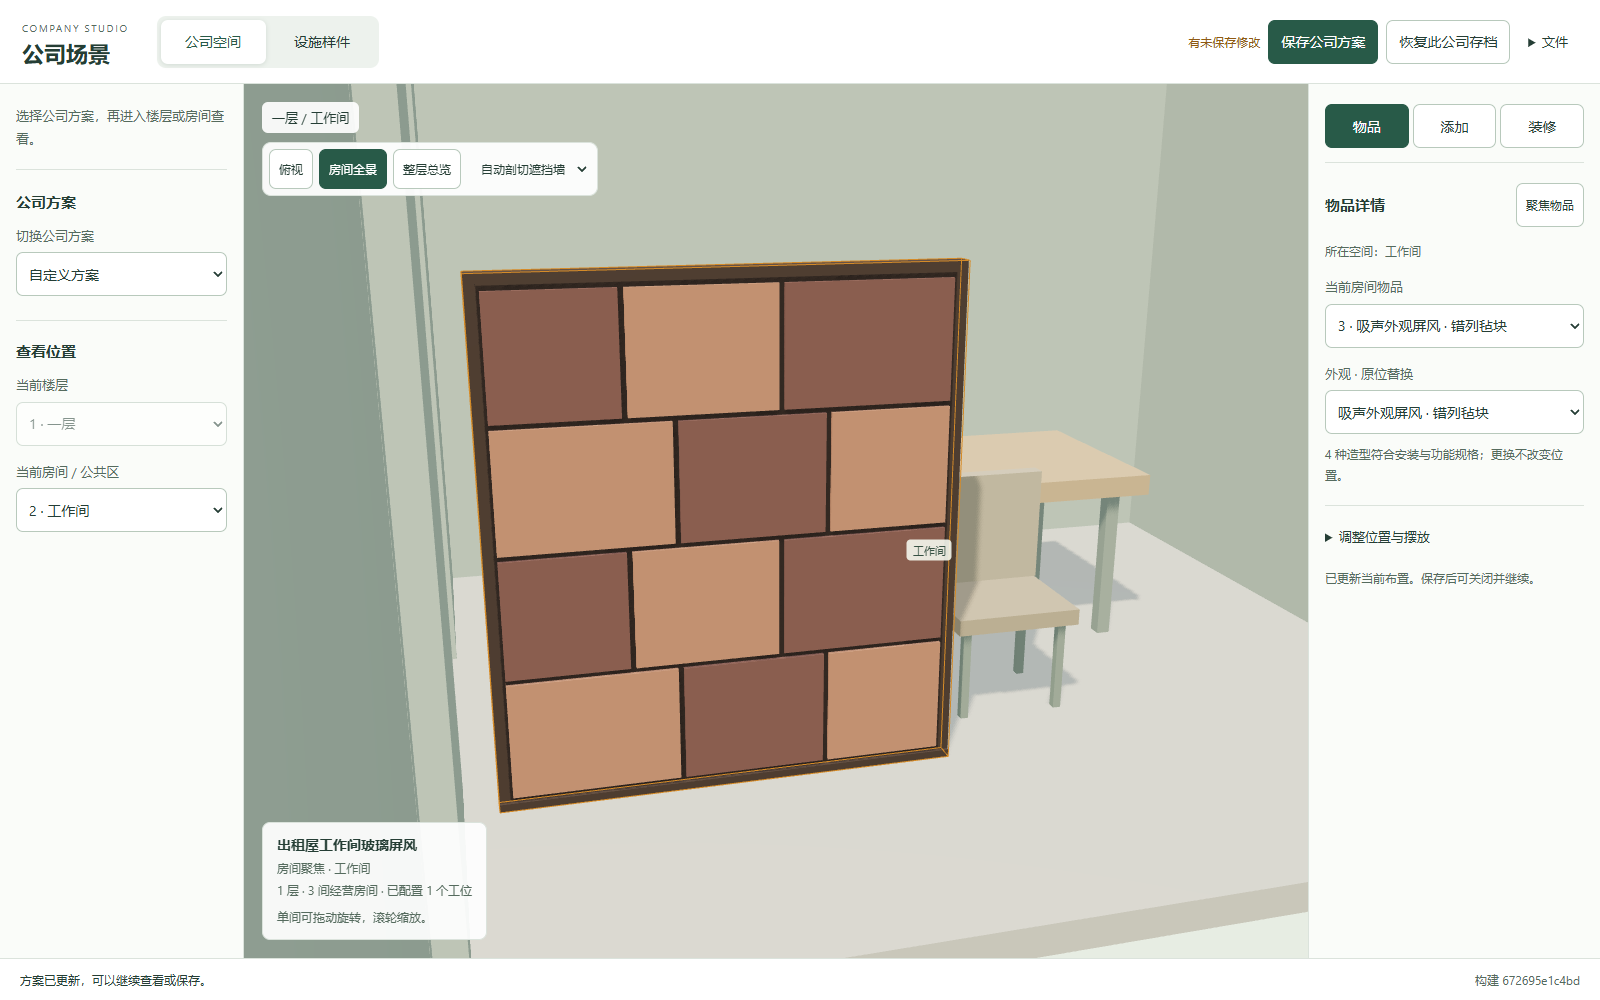 COMPANY STUDIO
公司场景
公司空间
设施样件
有未保存修改
保存公司方案
恢复此公司存档
文件
选择公司方案，再进入楼层或房间查
看。
公司方案
切换公司方案
自定义方案
查看位置
当前楼层
1 · 一层
当前房间 / 公共区
2 · 工作间
一层 / 工作间
俯视
房间全景
整层总览
自动剖切遮挡墙
工作间
出租屋工作间玻璃屏风
房间聚焦 · 工作间
1 层 · 3 间经营房间 · 已配置 1 个工位
单间可拖动旋转，滚轮缩放。
物品
添加
装修
物品详情
聚焦物品
所在空间：工作间
当前房间物品
3 · 吸声外观屏风 · 错列毡块
外观 · 原位替换
吸声外观屏风 · 错列毡块
4 种造型符合安装与功能规格；更换不改变位
置。
调整位置与摆放
已更新当前布置。保存后可关闭并继续。
方案已更新，可以继续查看或保存。
构建 672695e1c4bd